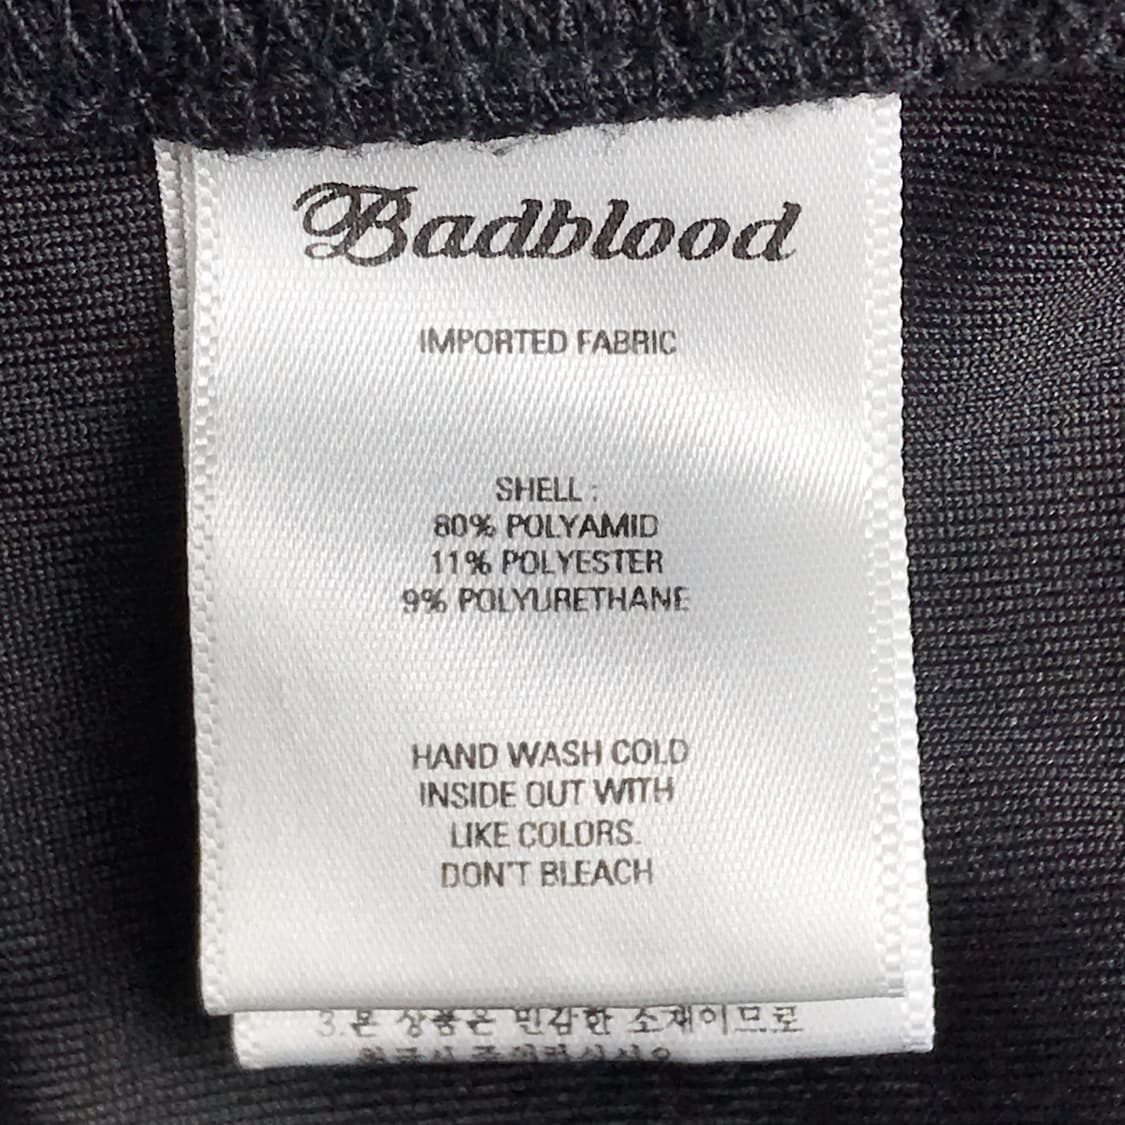 Badblood
IMPORTED FABRIC
SHELL :
80% POLYAMID
11% POLYESTER
9% POLYURETHANE
HAND WASH COLD
INSIDE OUT WITH
LIKE COLORS.
DON'T BLEACH
3.본 상품은 민감한 소재이므로